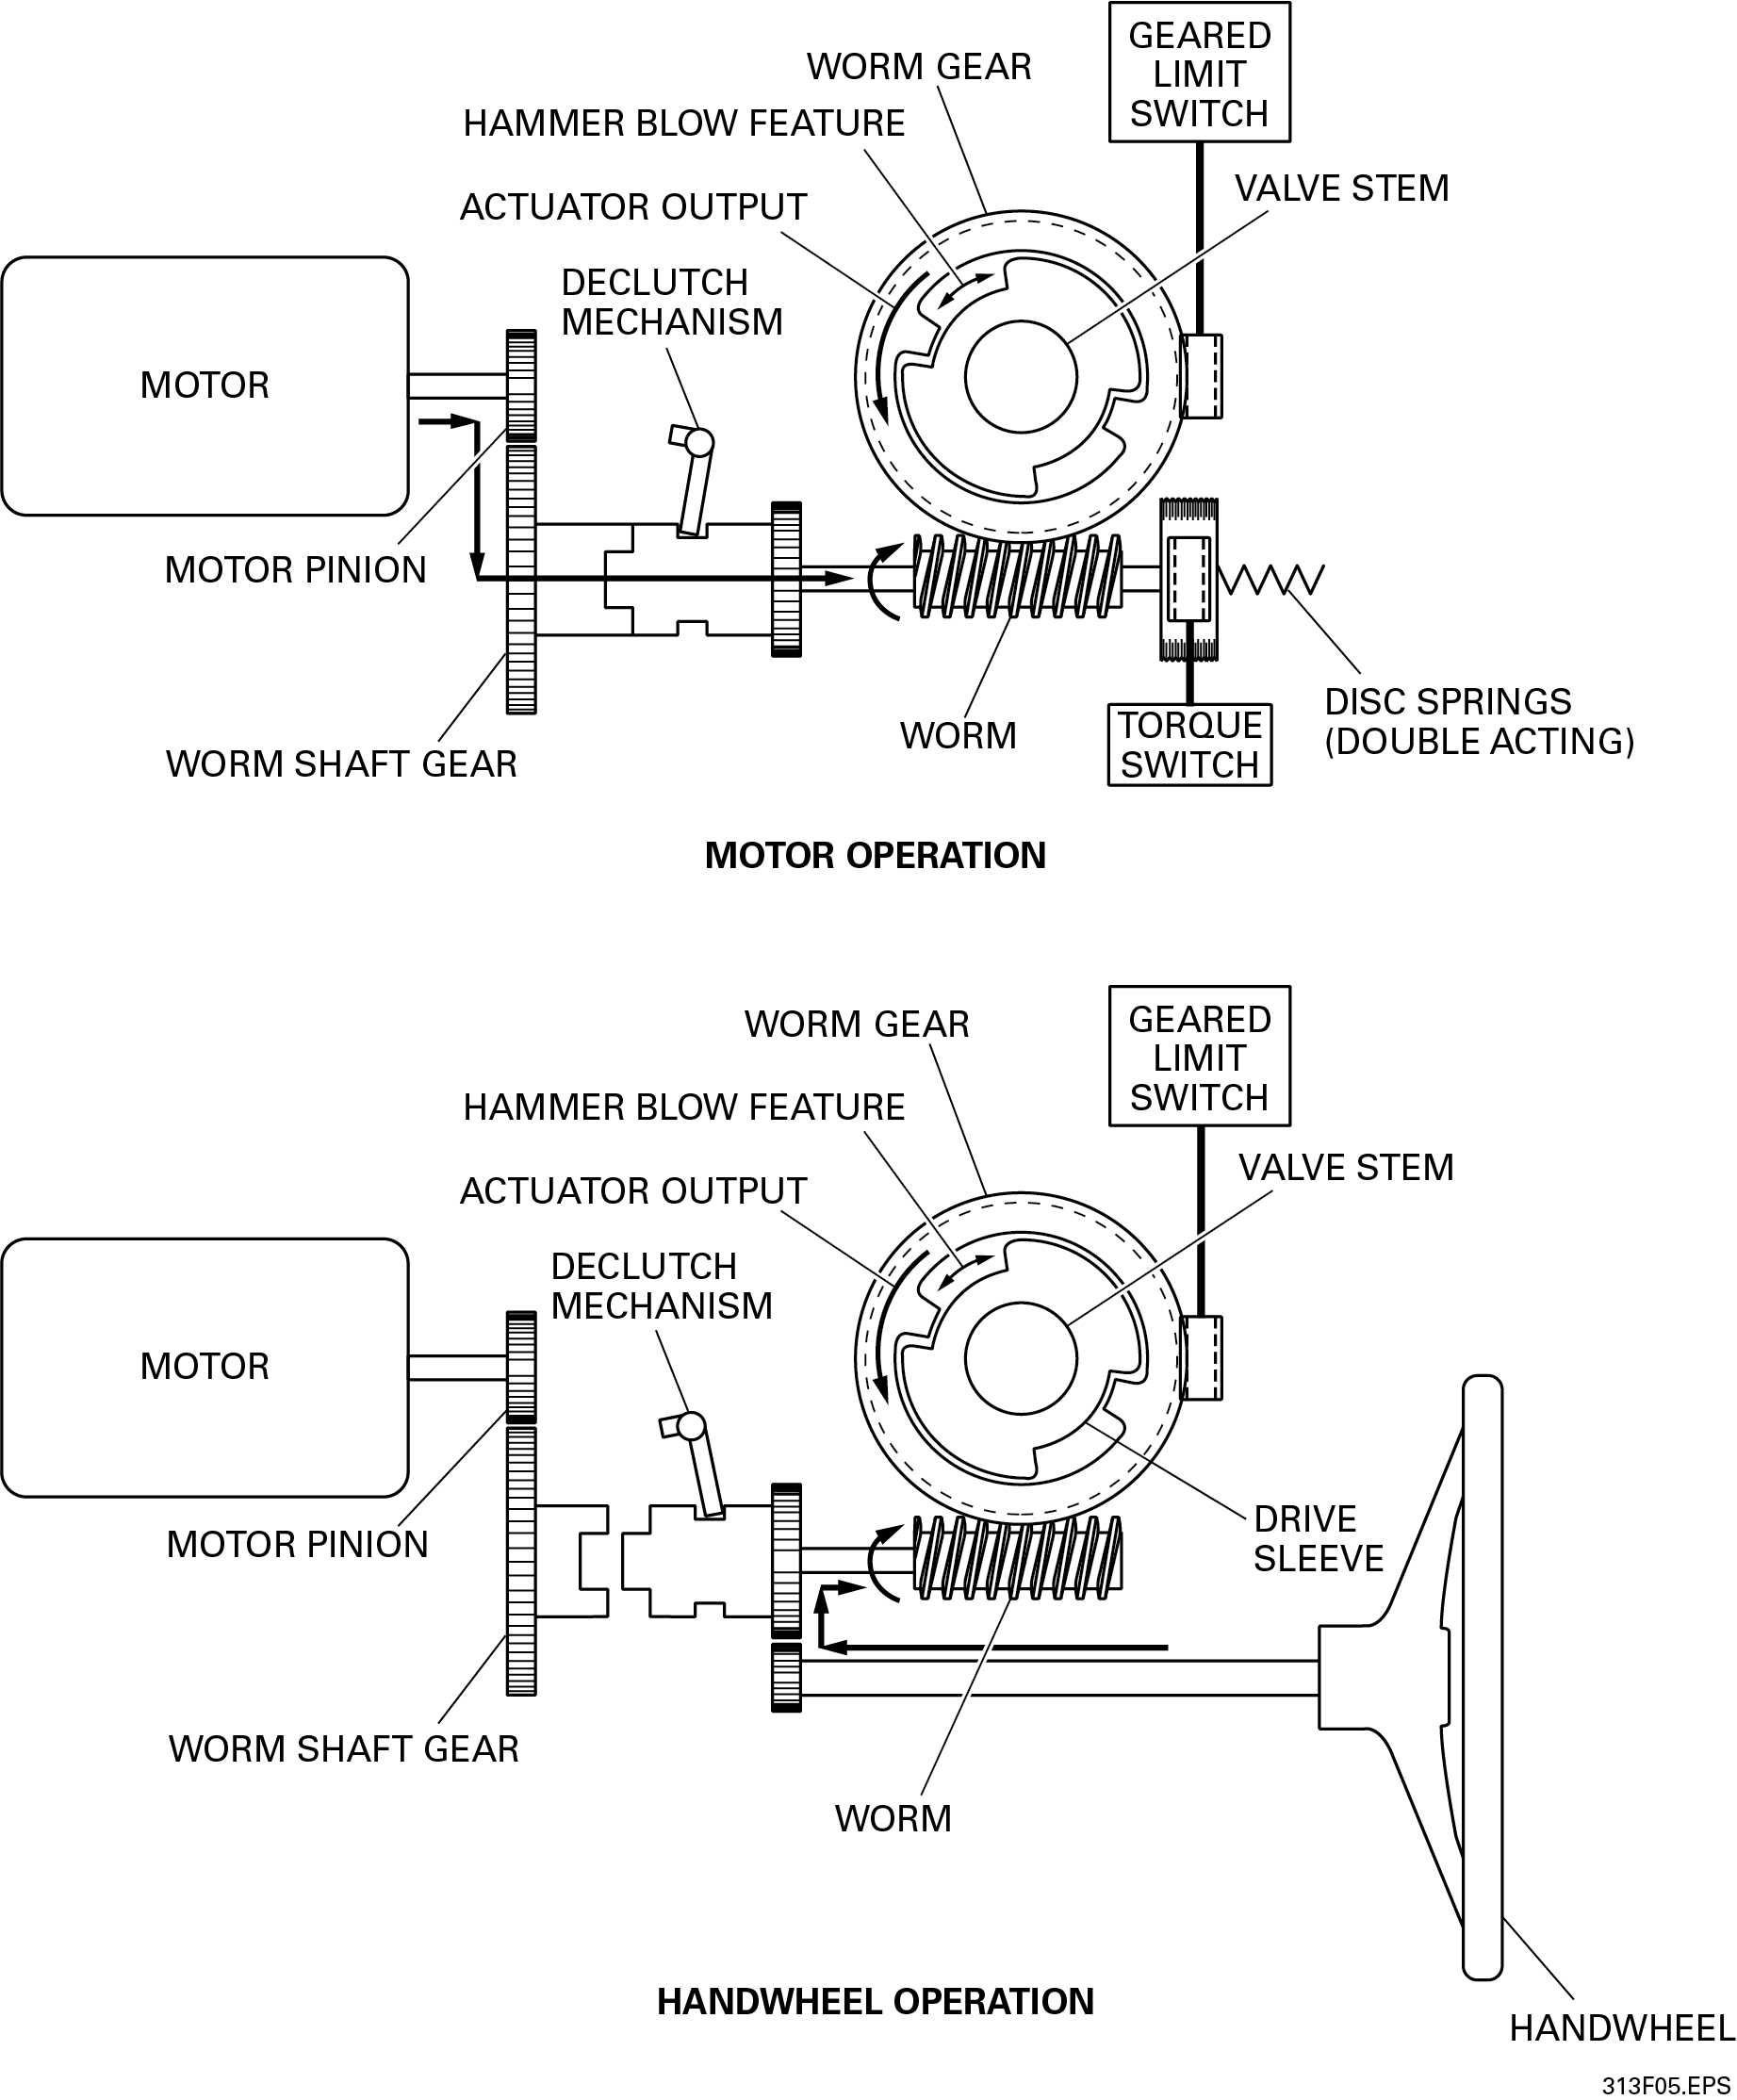 GEARED
LIMIT
SWITCH
WORM GEAR
HAMMER BLOW FEATURE
VALVE STEM
ACTUATOR OUTPUT
DECLUTCH
MECHANISM
MOTOR
MOTOR PINION
WORM SHAFT GEAR
WORM
TORQUE
SWITCH
DISC SPRINGS
(DOUBLE ACTING)
MOTOR OPERATION
GEARED
LIMIT
SWITCH
WORM GEAR
HAMMER BLOW FEATURE
VALVE STEM
ACTUATOR OUTPUT
DECLUTCH
MECHANISM
MOTOR
MOTOR PINION
DRIVE
SLEEVE
WORM SHAFT GEAR
WORM
HANDWHEEL OPERATION
HANDWHEEL
313F05.EPS